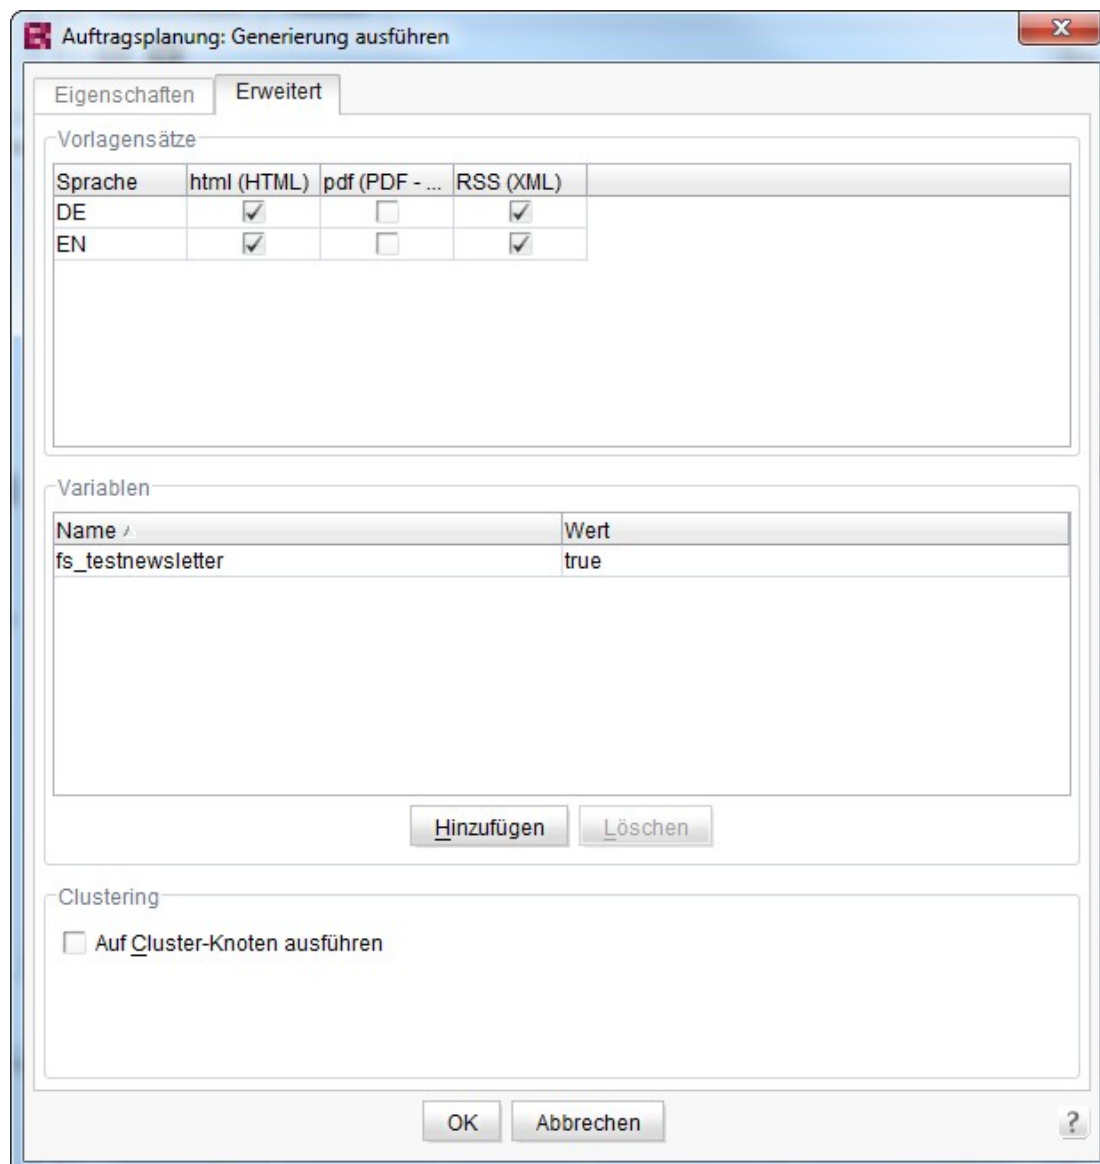 Auftragsplanung: Generierung ausführen
Eigenschaften Erweitert
Vorlagensätze
Sprache html (HTML) pdf (PDF - ... RSS (XML)
DE
EN
Variablen
Name Wert
fs_testnewsletter true
Hinzufügen Löschen
Clustering
Auf Cluster-Knoten ausführen
OK Abbrechen ?